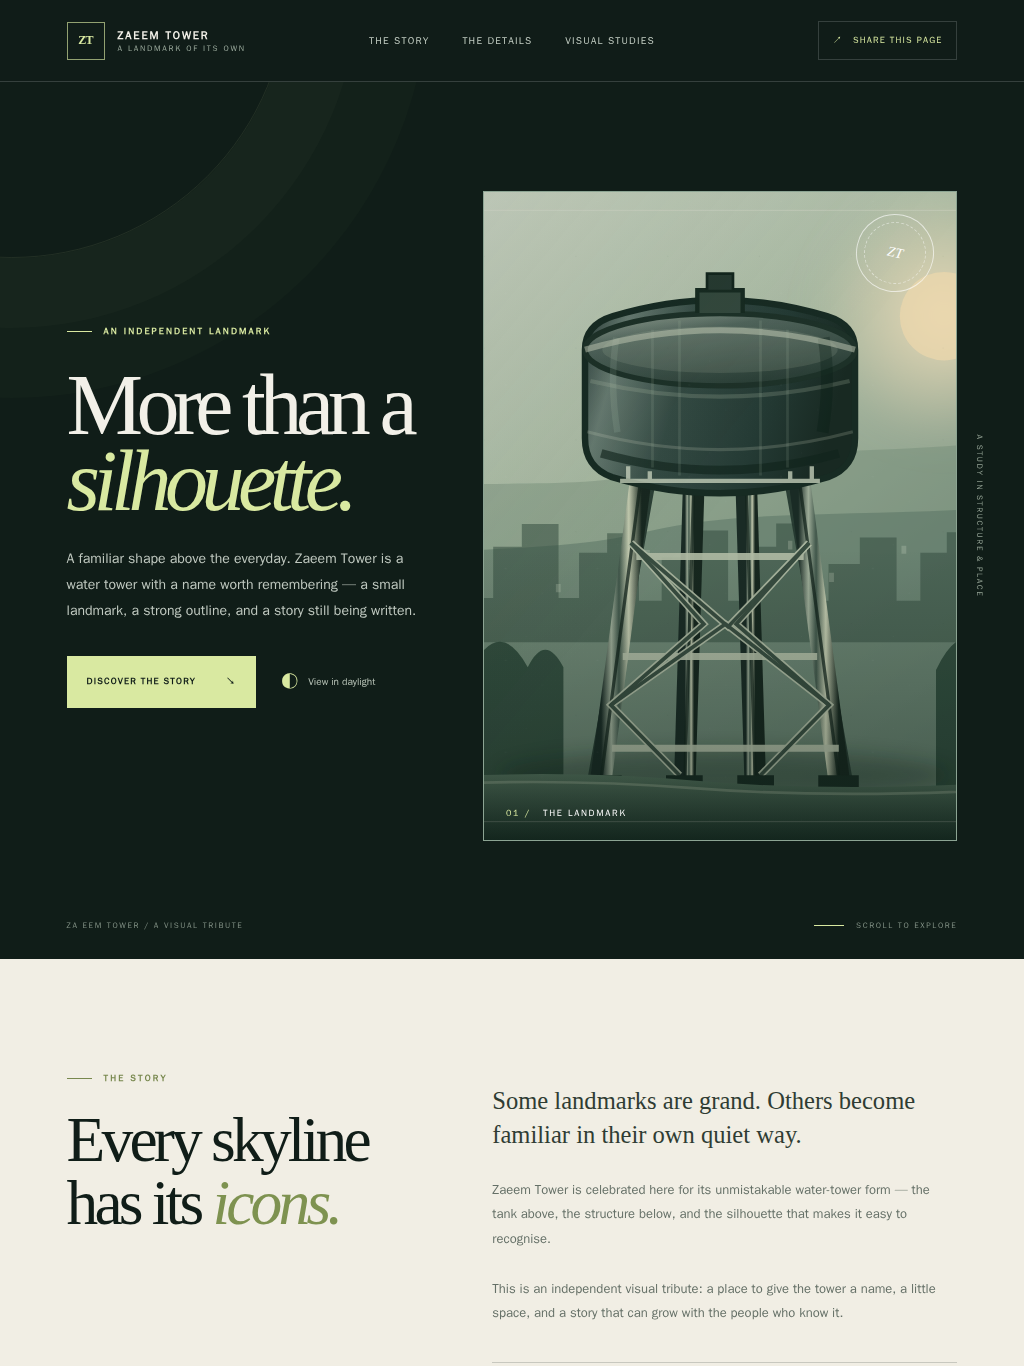 ZT
ZAEEM TOWER
A LANDMARK OF ITS OWN
THE STORY
THE DETAILS
VISUAL STUDIES
↗ SHARE THIS PAGE
AN INDEPENDENT LANDMARK
More than a
silhouette.
A familiar shape above the everyday. Zaeem Tower is a
water tower with a name worth remembering — a small
landmark, a strong outline, and a story still being written.
DISCOVER THE STORY ↘
View in daylight
ZT
01 / THE LANDMARK
A STUDY IN STRUCTURE & PLACE
ZA EEM TOWER / A VISUAL TRIBUTE
SCROLL TO EXPLORE
THE STORY
Every skyline
has its icons.
Some landmarks are grand. Others become
familiar in their own quiet way.
Zaeem Tower is celebrated here for its unmistakable water-tower form — the
tank above, the structure below, and the silhouette that makes it easy to
recognise.
This is an independent visual tribute: a place to give the tower a name, a little
space, and a story that can grow with the people who know it.